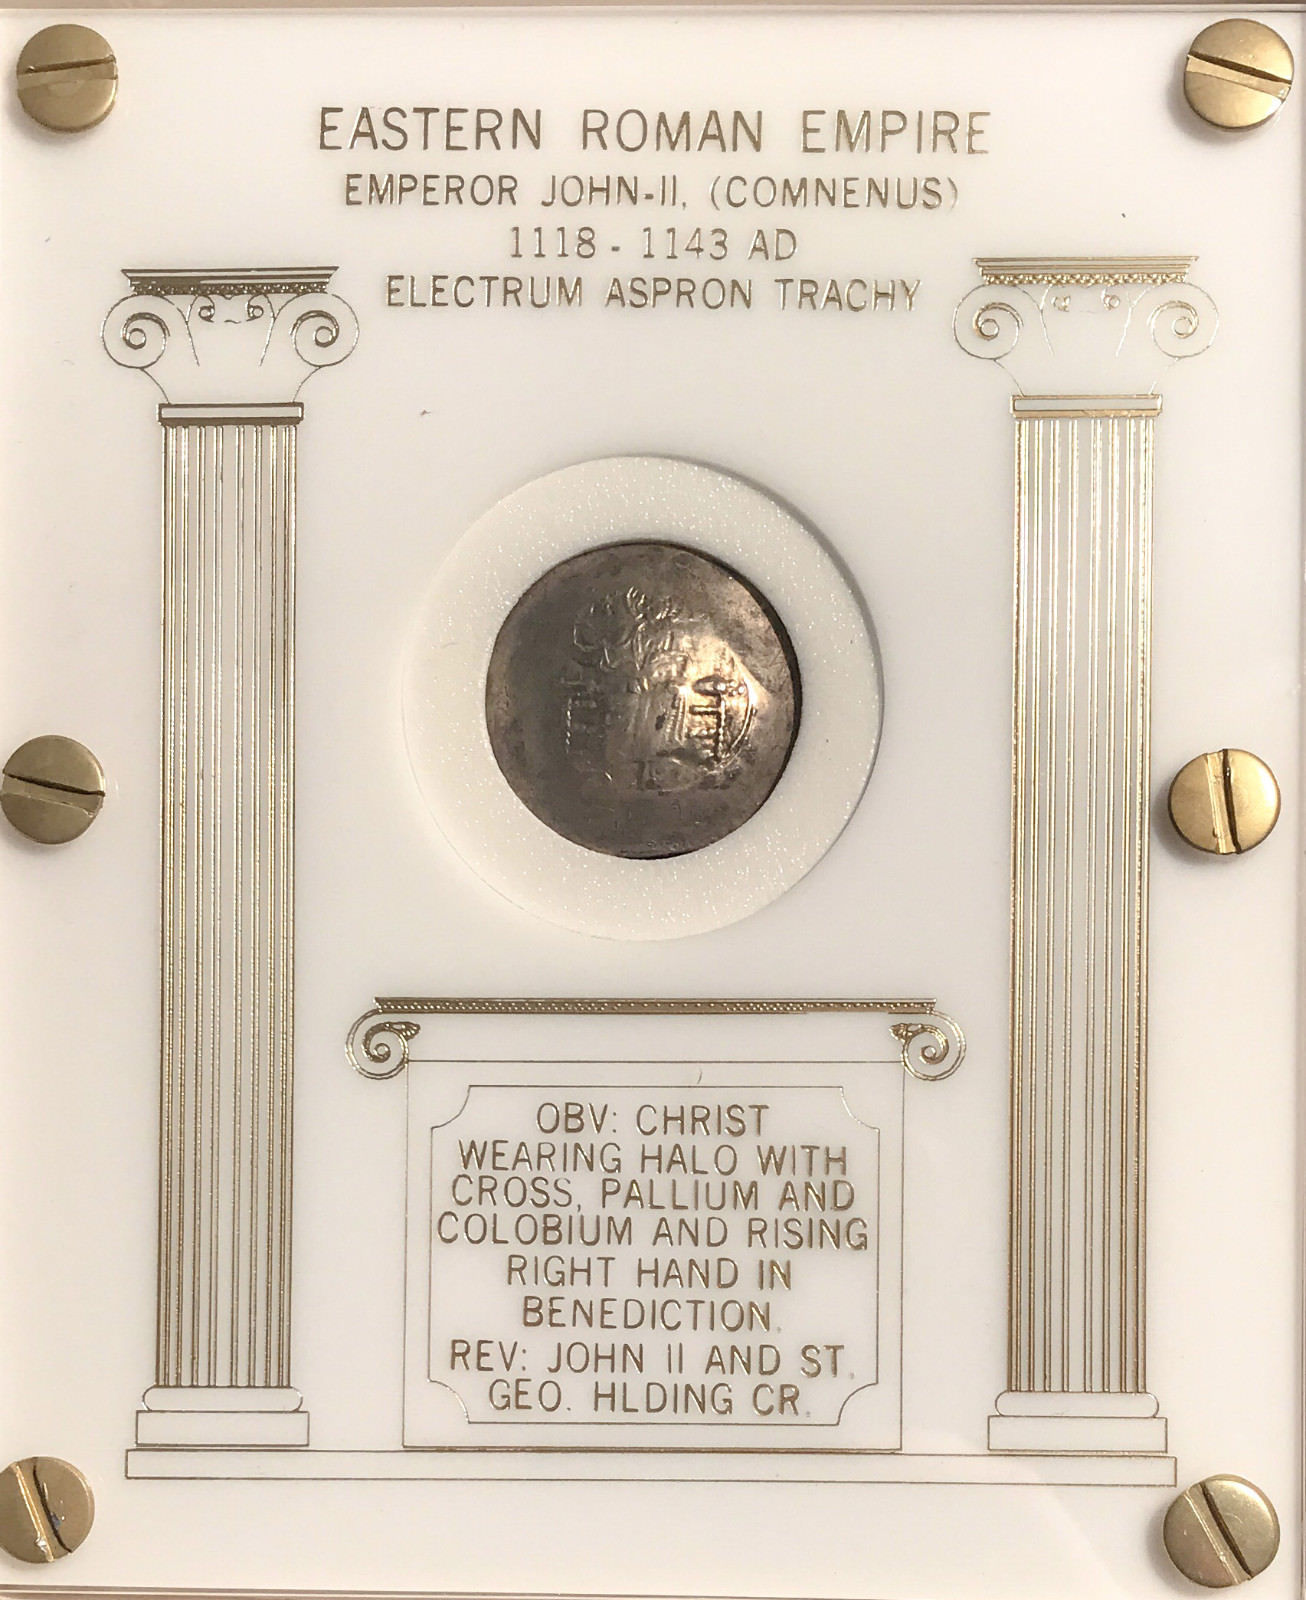 EASTERN ROMAN EMPIRE
EMPEROR JOHN-II, (COMNENUS)
1118 - 1143 AD
ELECTRUM ASPRON TRACHY
OBV: CHRIST
WEARING HALO WITH
CROSS, PALLIUM AND
COLOBIUM AND RISING
RIGHT HAND IN
BENEDICTION.
REV: JOHN II AND ST.
GEO. HLDING CR.